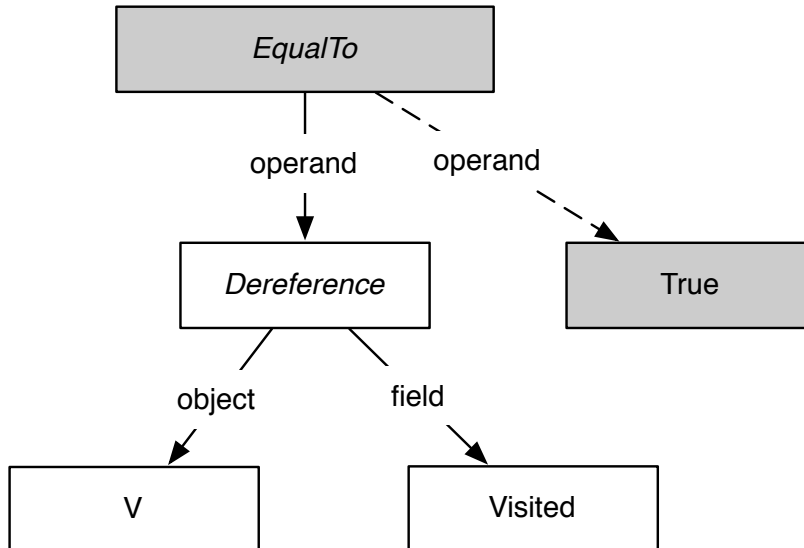 EqualTo
operand
operand
Dereference
True
object
field
V
Visited